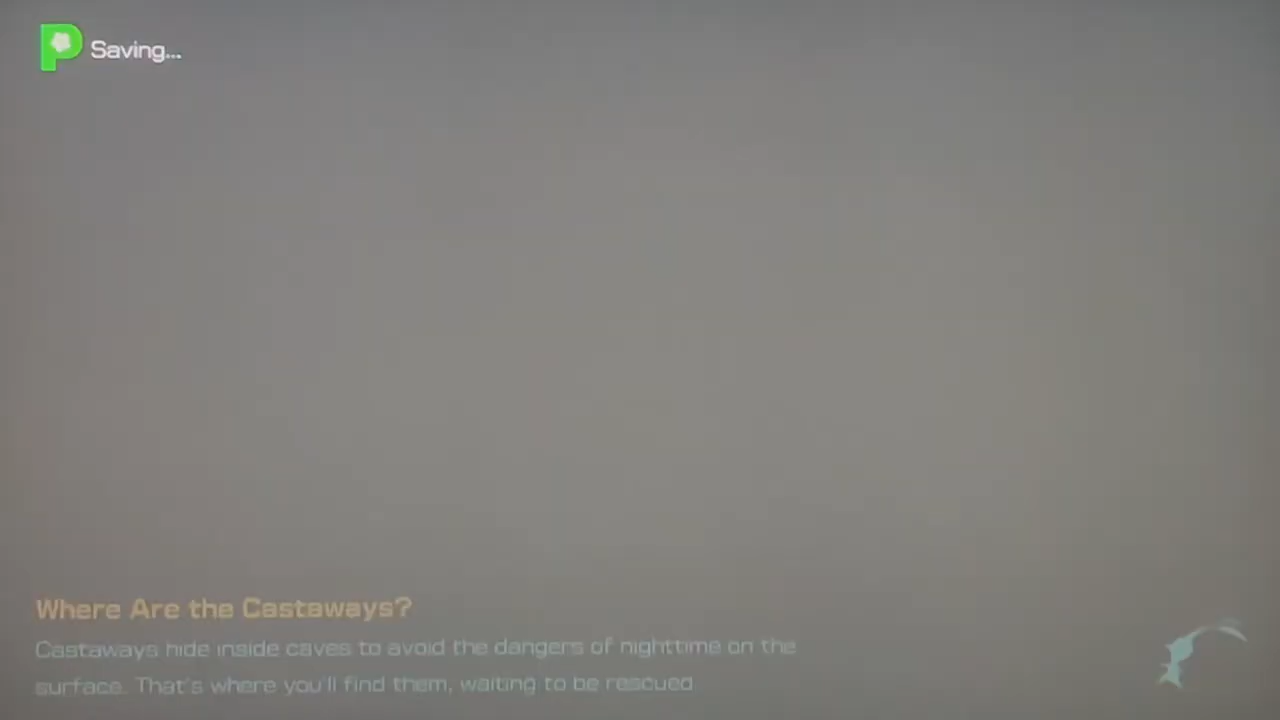 Saving...
Where Are the Castaways?
Castaways hide inside caves to avoid the dangers of nighttime on the
surface. That's where you'll find them, waiting to be rescued.